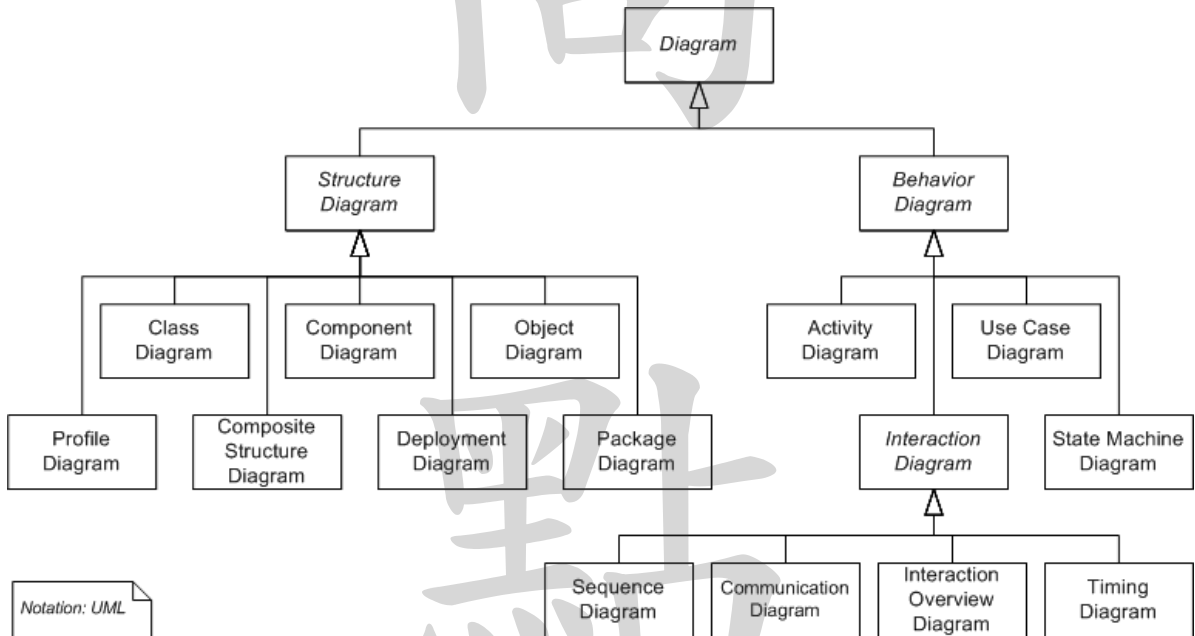 Diagram
Structure
Diagram
Behavior
Diagram
Class
Diagram
Component
Diagram
Object
Diagram
Activity
Diagram
Use Case
Diagram
Profile
Diagram
Composite
Structure
Diagram
Deployment
Diagram
Package
Diagram
Interaction
Diagram
State Machine
Diagram
Sequence
Diagram
Communication
Diagram
Interaction
Overview
Diagram
Timing
Diagram
Notation: UML